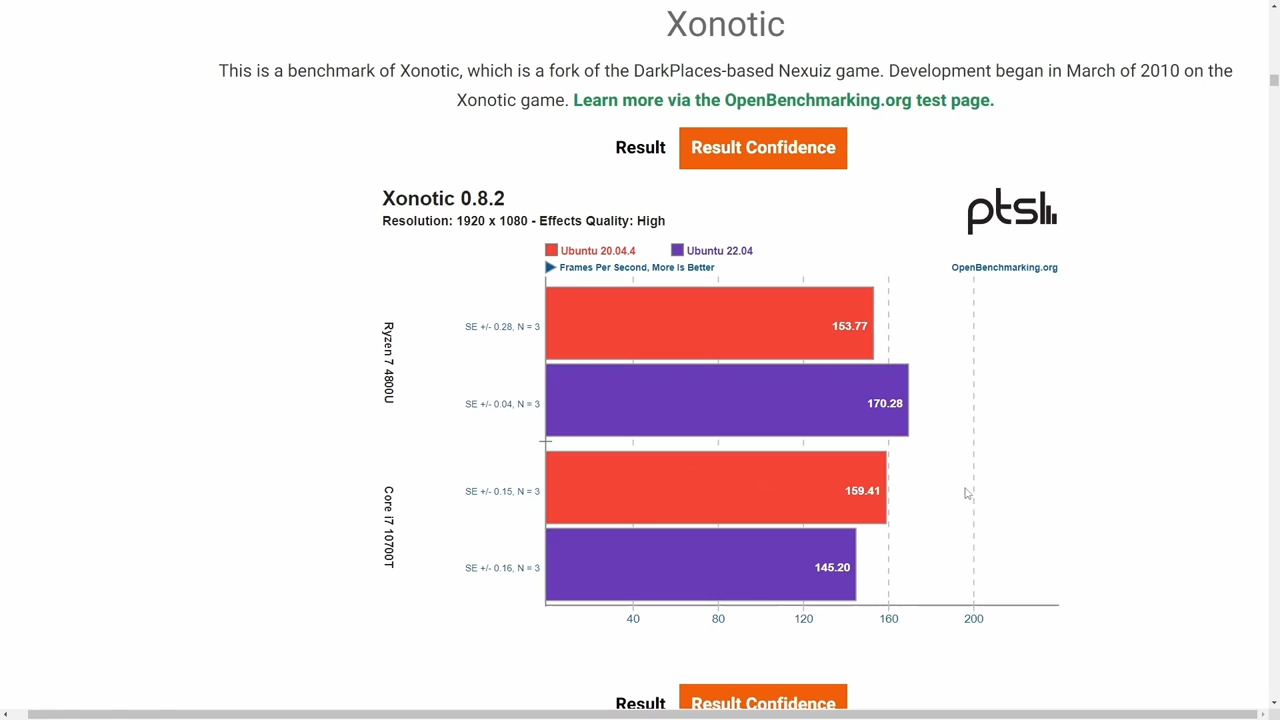 Xonotic
This is a benchmark of Xonotic, which is a fork of the DarkPlaces-based Nexuiz game. Development began in March of 2010 on the
Xonotic game. Learn more via the OpenBenchmarking.org test page.
Result Result Confidence
Xonotic 0.8.2
Resolution: 1920 x 1080 - Effects Quality: High
pts
Ubuntu 20.04.4 Ubuntu 22.04
Frames Per Second, More Is Better OpenBenchmarking.org
Ryzen 7 4800U
SE +/- 0.28, N = 3 153.77
SE +/- 0.04, N = 3 170.28
Core i7 10700T
SE +/- 0.15, N = 3 159.41
SE +/- 0.16, N = 3 145.20
40 80 120 160 200
Result Result Confidence